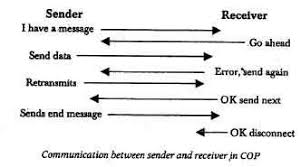 Sender Receiver
I have a message
Go ahead
Send data
Error, send again
Retransmits
OK send next
Sends end message
OK disconnect
Communication between sender and receiver in COP